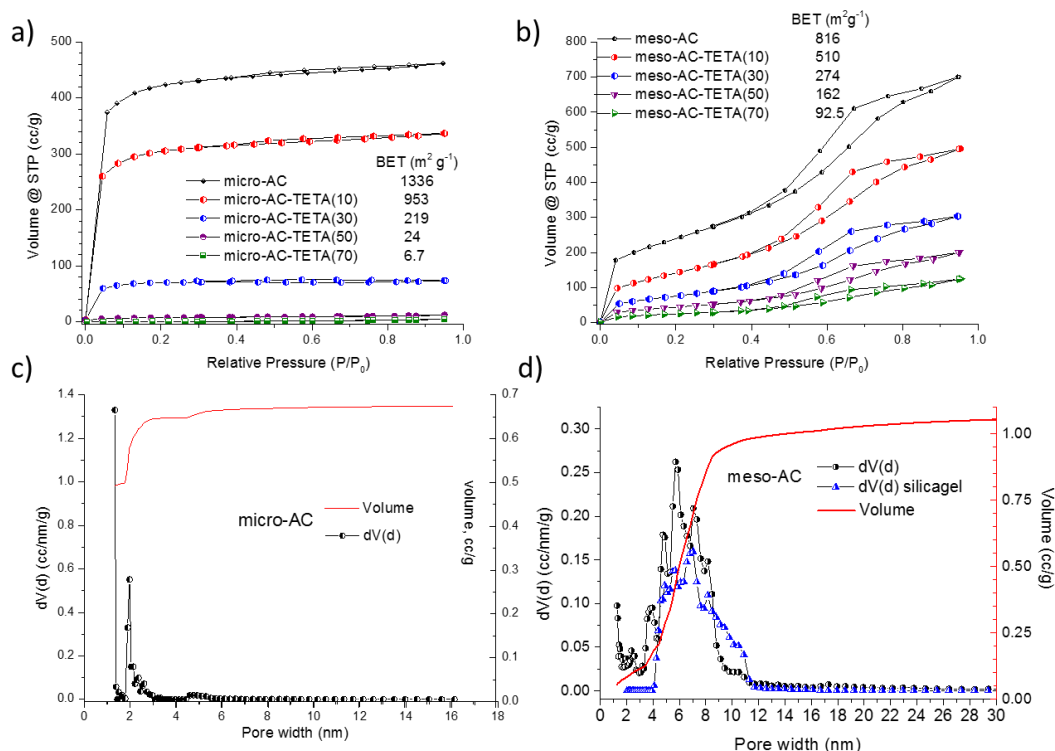 a)
500
400
300
200
100
0
Volume @ STP (cc/g)
BET (m² g⁻¹)
micro-AC 1336
micro-AC-TETA(10) 953
micro-AC-TETA(30) 219
micro-AC-TETA(50) 24
micro-AC-TETA(70) 6.7
0.0 0.2 0.4 0.6 0.8 1.0
Relative Pressure (P/P₀)
b)
800
700
600
500
400
300
200
100
0
Volume @ STP (cc/g)
BET (m²g⁻¹)
meso-AC 816
meso-AC-TETA(10) 510
meso-AC-TETA(30) 274
meso-AC-TETA(50) 162
meso-AC-TETA(70) 92.5
0.0 0.2 0.4 0.6 0.8 1.0
Relative Pressure (P/P₀)
c)
1.4
1.2
1.0
0.8
0.6
0.4
0.2
0.0
dV(d) (cc/nm/g)
Volume
micro-AC
dV(d)
0.7
0.6
0.5
0.4
0.3
0.2
0.1
0.0
volume, cc/g
0 2 4 6 8 10 12 14 16 18
Pore width (nm)
d)
0.30
0.25
0.20
0.15
0.10
0.05
0.00
dV(d) (cc/nm/g)
meso-AC
dV(d)
dV(d) silicagel
Volume
1.00
0.75
0.50
0.25
0.00
Volume (cc/g)
0 2 4 6 8 10 12 14 16 18 20 22 24 26 28 30
Pore width (nm)